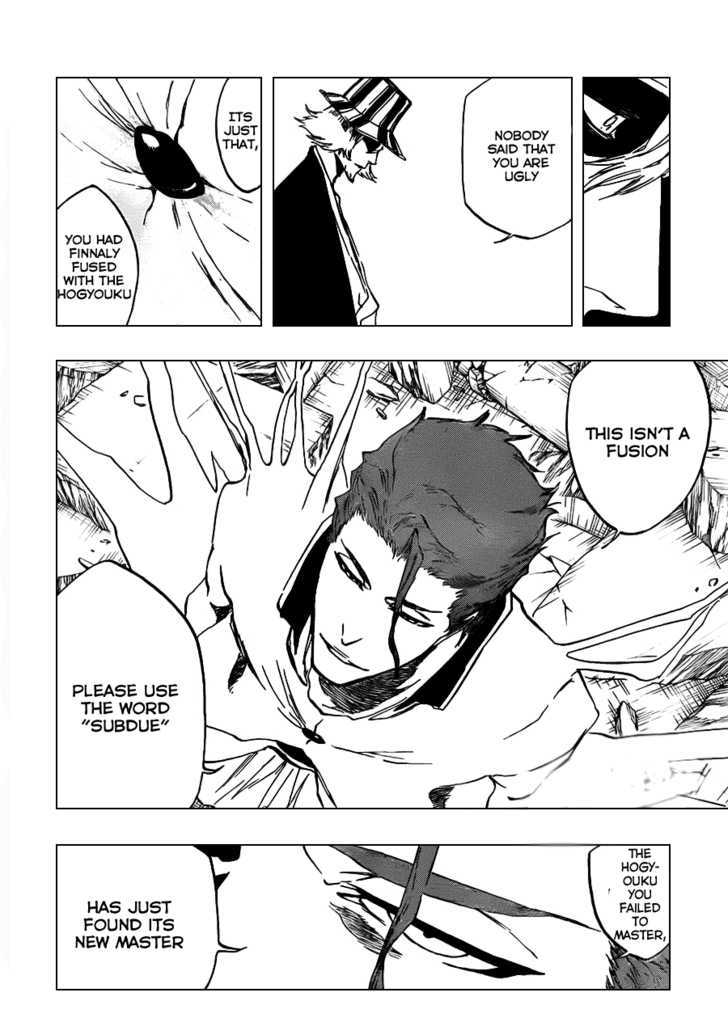 NOBODY
SAID THAT
YOU ARE
UGLY
ITS
JUST
THAT,
YOU HAD
FINNALY
FUSED
WITH THE
HOGYOUKU
THIS ISN'T A
FUSION
PLEASE USE
THE WORD
"SUBDUE"
THE
HOGY-
OUKU
YOU
FAILED
TO
MASTER,
HAS JUST
FOUND ITS
NEW MASTER